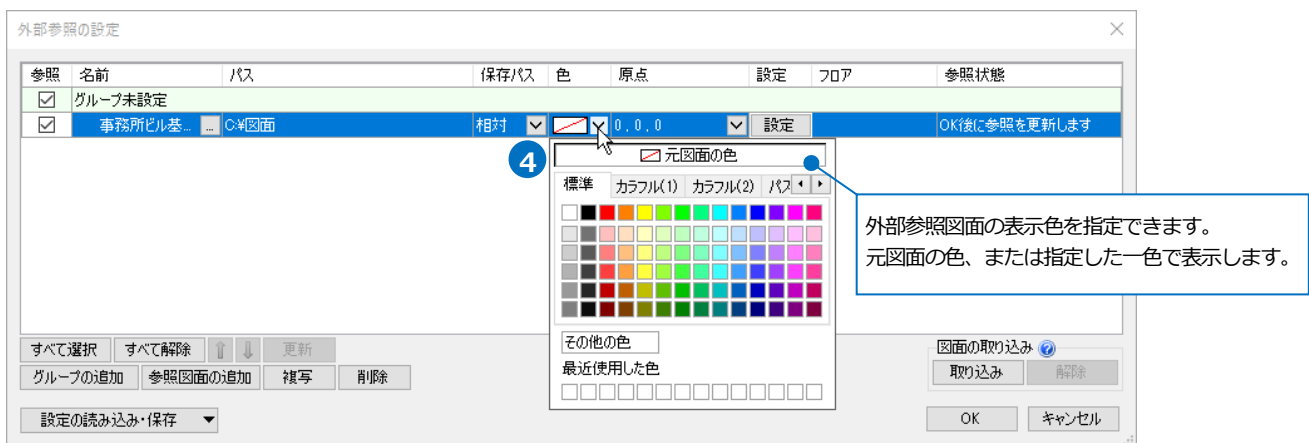 外部参照の設定
参照 名前 パス 保存パス 色 原点 設定 フロア 参照状態
グループ未設定
事務所ビル基... ... C:¥図面 相対 0,0,0 設定 OK後に参照を更新します
4
元図面の色
標準 カラフル(1) カラフル(2) パス
外部参照図面の表示色を指定できます。
元図面の色、または指定した一色で表示します。
その他の色
最近使用した色
すべて選択 すべて解除 更新
グループの追加 参照図面の追加 複写 削除
図面の取り込み ?
取り込み 解除
設定の読み込み・保存
OK キャンセル